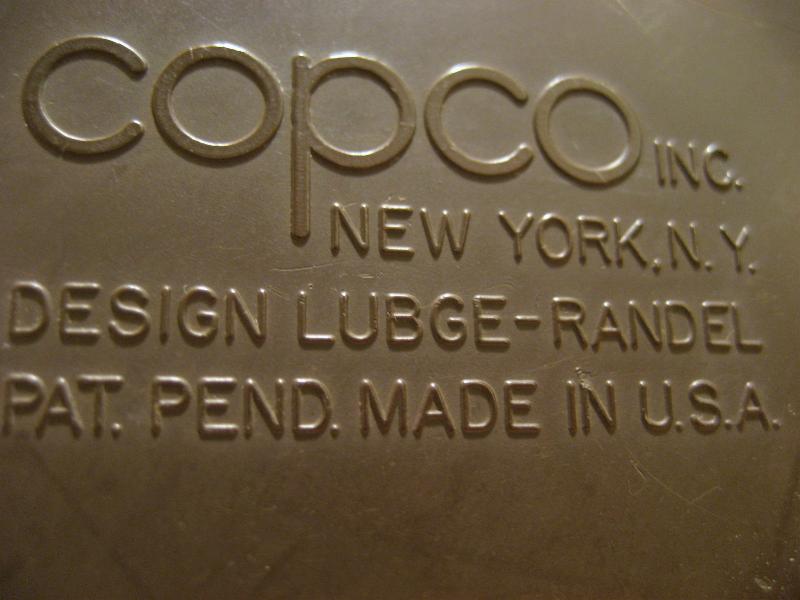 copco INC.
NEW YORK, N.Y.
DESIGN LUBGE-RANDEL
PAT. PEND. MADE IN U.S.A.